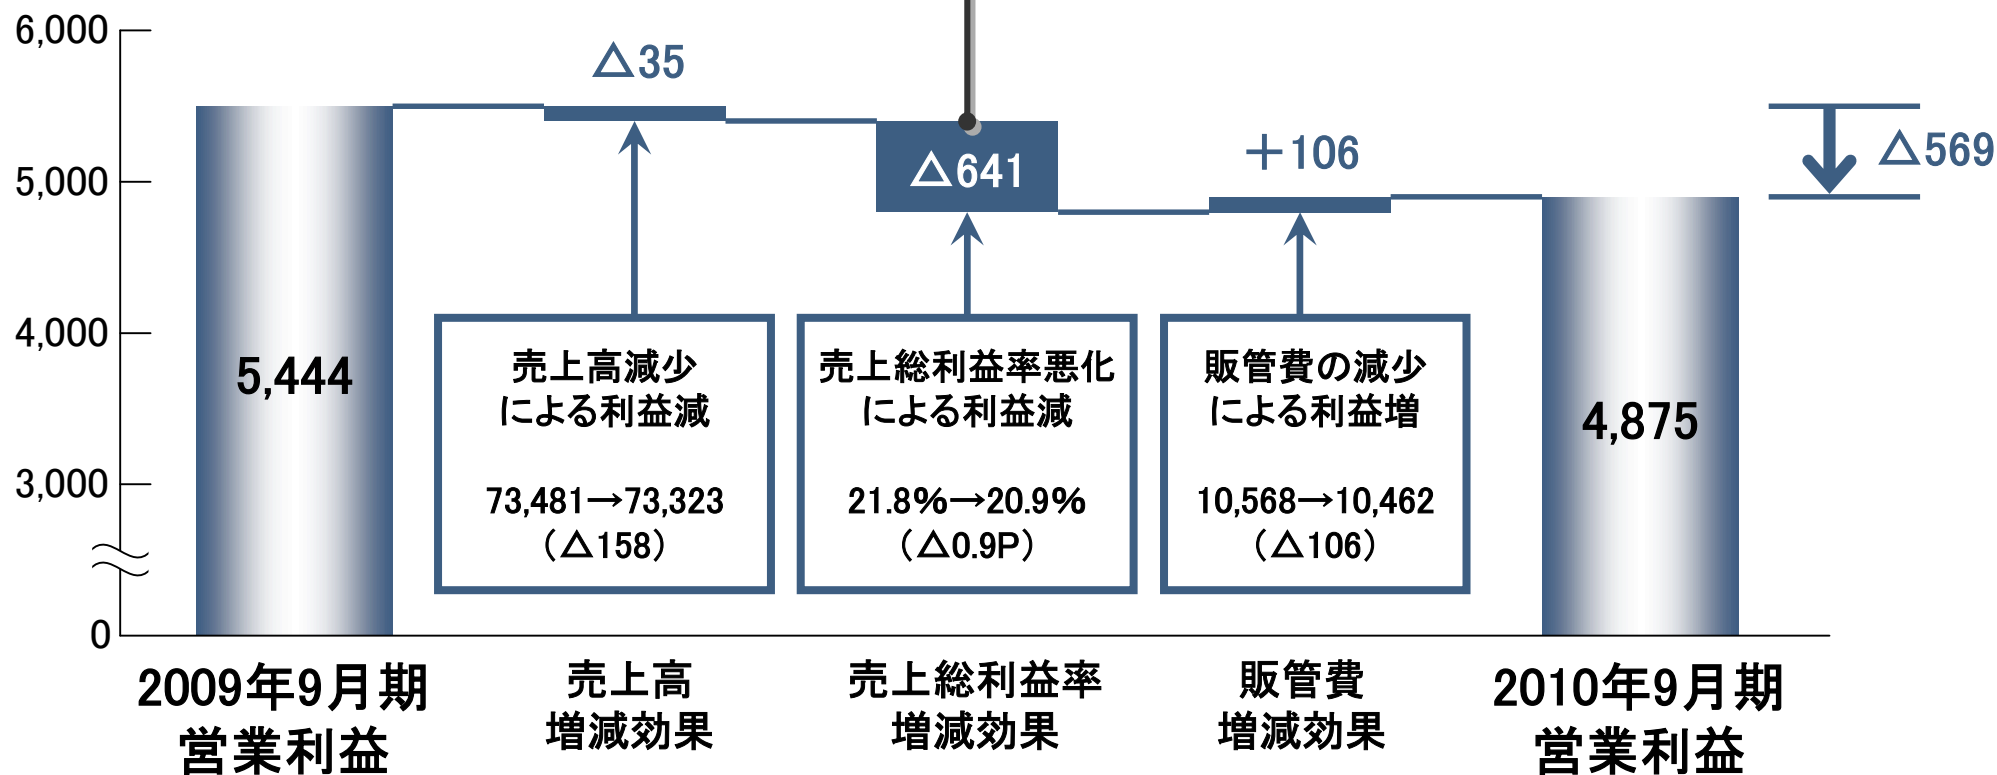 6,000
5,000
4,000
3,000
0
△35
△641
+106
△569
5,444
売上高減少
による利益減
73,481→73,323
（△158）
売上総利益率悪化
による利益減
21.8%→20.9%
（△0.9P）
販管費の減少
による利益増
10,568→10,462
（△106）
4,875
2009年9月期
営業利益
売上高
増減効果
売上総利益率
増減効果
販管費
増減効果
2010年9月期
営業利益